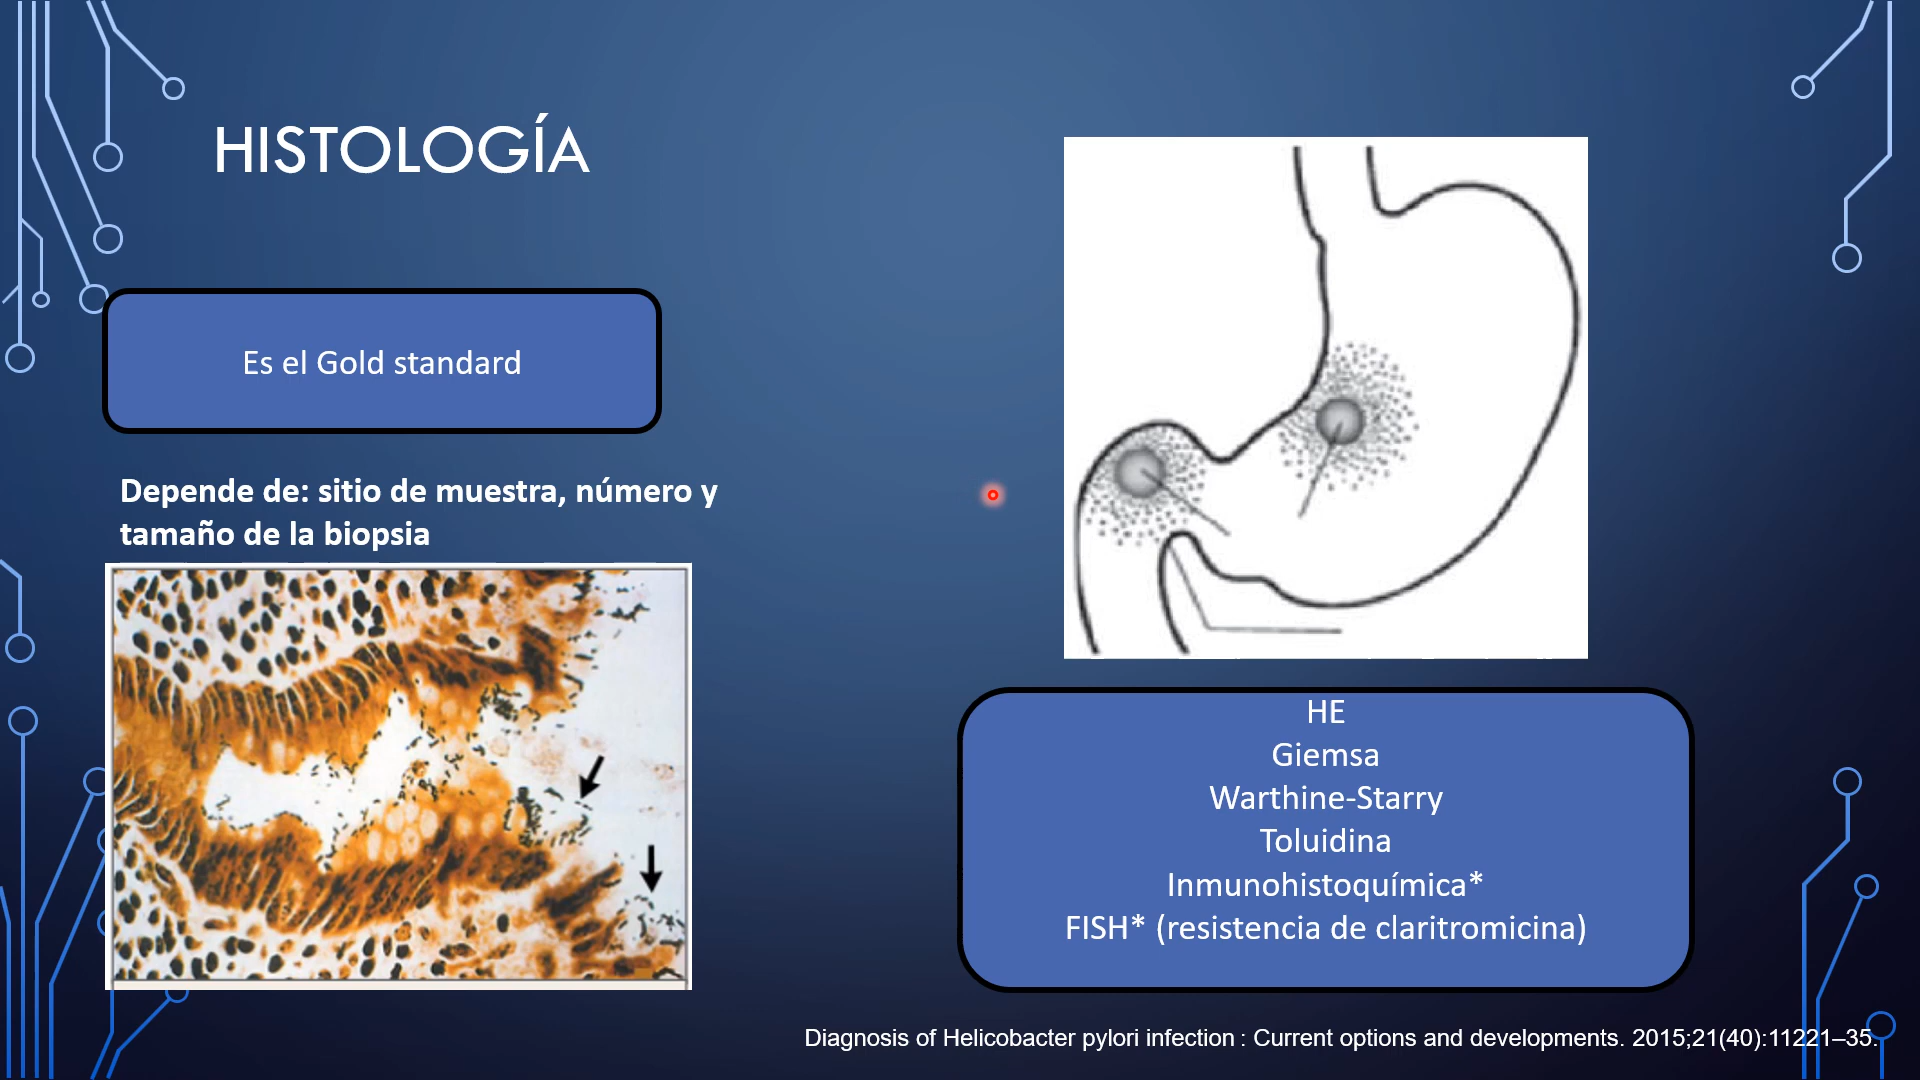 HISTOLOGÍA
Es el Gold standard
Depende de: sitio de muestra, número y
tamaño de la biopsia
HE
Giemsa
Warthine-Starry
Toluidina
Inmunohistoquímica*
FISH* (resistencia de claritromicina)
Diagnosis of Helicobacter pylori infection : Current options and developments. 2015;21(40):11221–35.